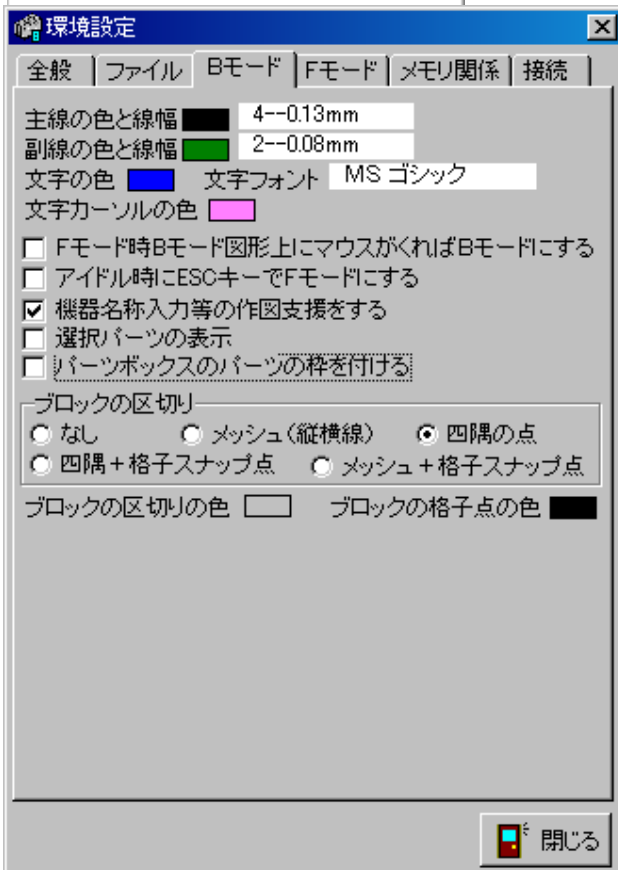 環境設定
全般 ファイル Bモード Fモード メモリ関係 接続
主線の色と線幅 4--0.13mm
副線の色と線幅 2--0.08mm
文字の色 文字フォント MS ゴシック
文字カーソルの色
Fモード時Bモード図形上にマウスがくればBモードにする
アイドル時にESCキーでFモードにする
機器名称入力等の作図支援をする
選択パーツの表示
パーツボックスのパーツの枠を付ける
ブロックの区切り
なし メッシュ(縦横線) 四隅の点
四隅+格子スナップ点 メッシュ+格子スナップ点
ブロックの区切りの色 ブロックの格子点の色
閉じる